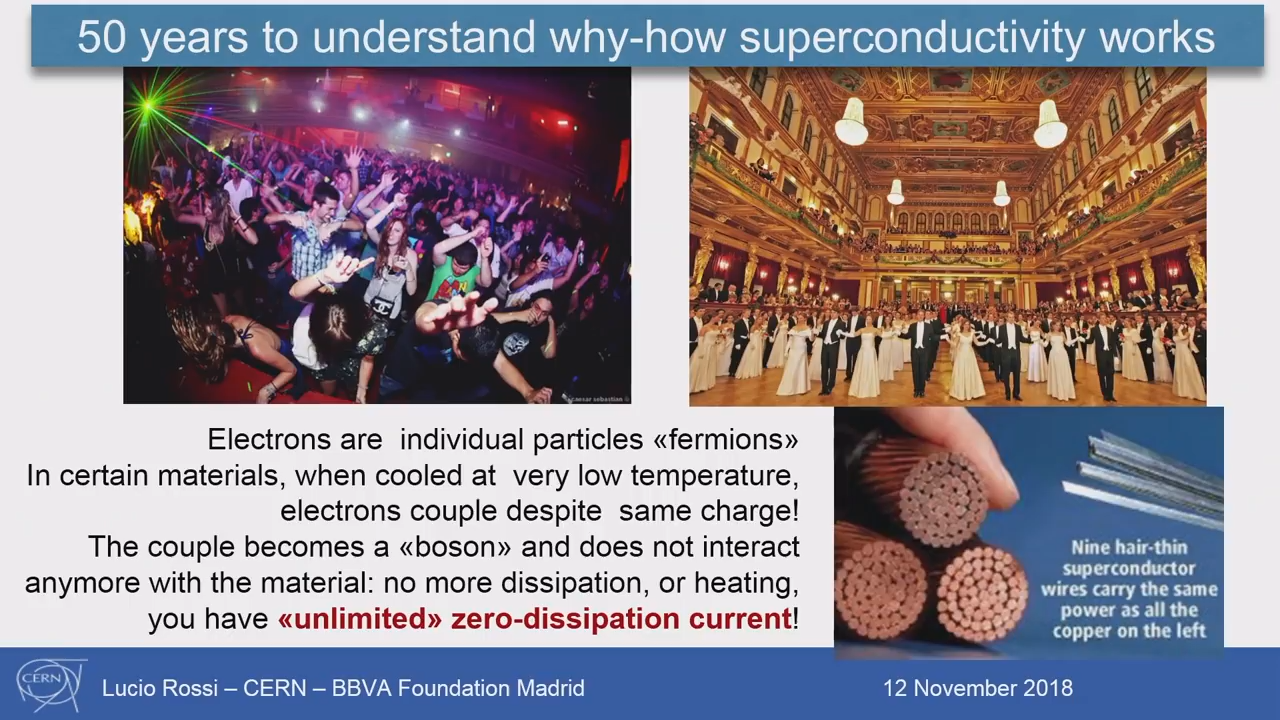 50 years to understand why-how superconductivity works
caesar sebastian
Electrons are individual particles «fermions»
In certain materials, when cooled at very low temperature,
electrons couple despite same charge!
The couple becomes a «boson» and does not interact
anymore with the material: no more dissipation, or heating,
you have «unlimited» zero-dissipation current!
Nine hair-thin
superconductor
wires carry the same
power as all the
copper on the left
CERN
Lucio Rossi – CERN – BBVA Foundation Madrid
12 November 2018